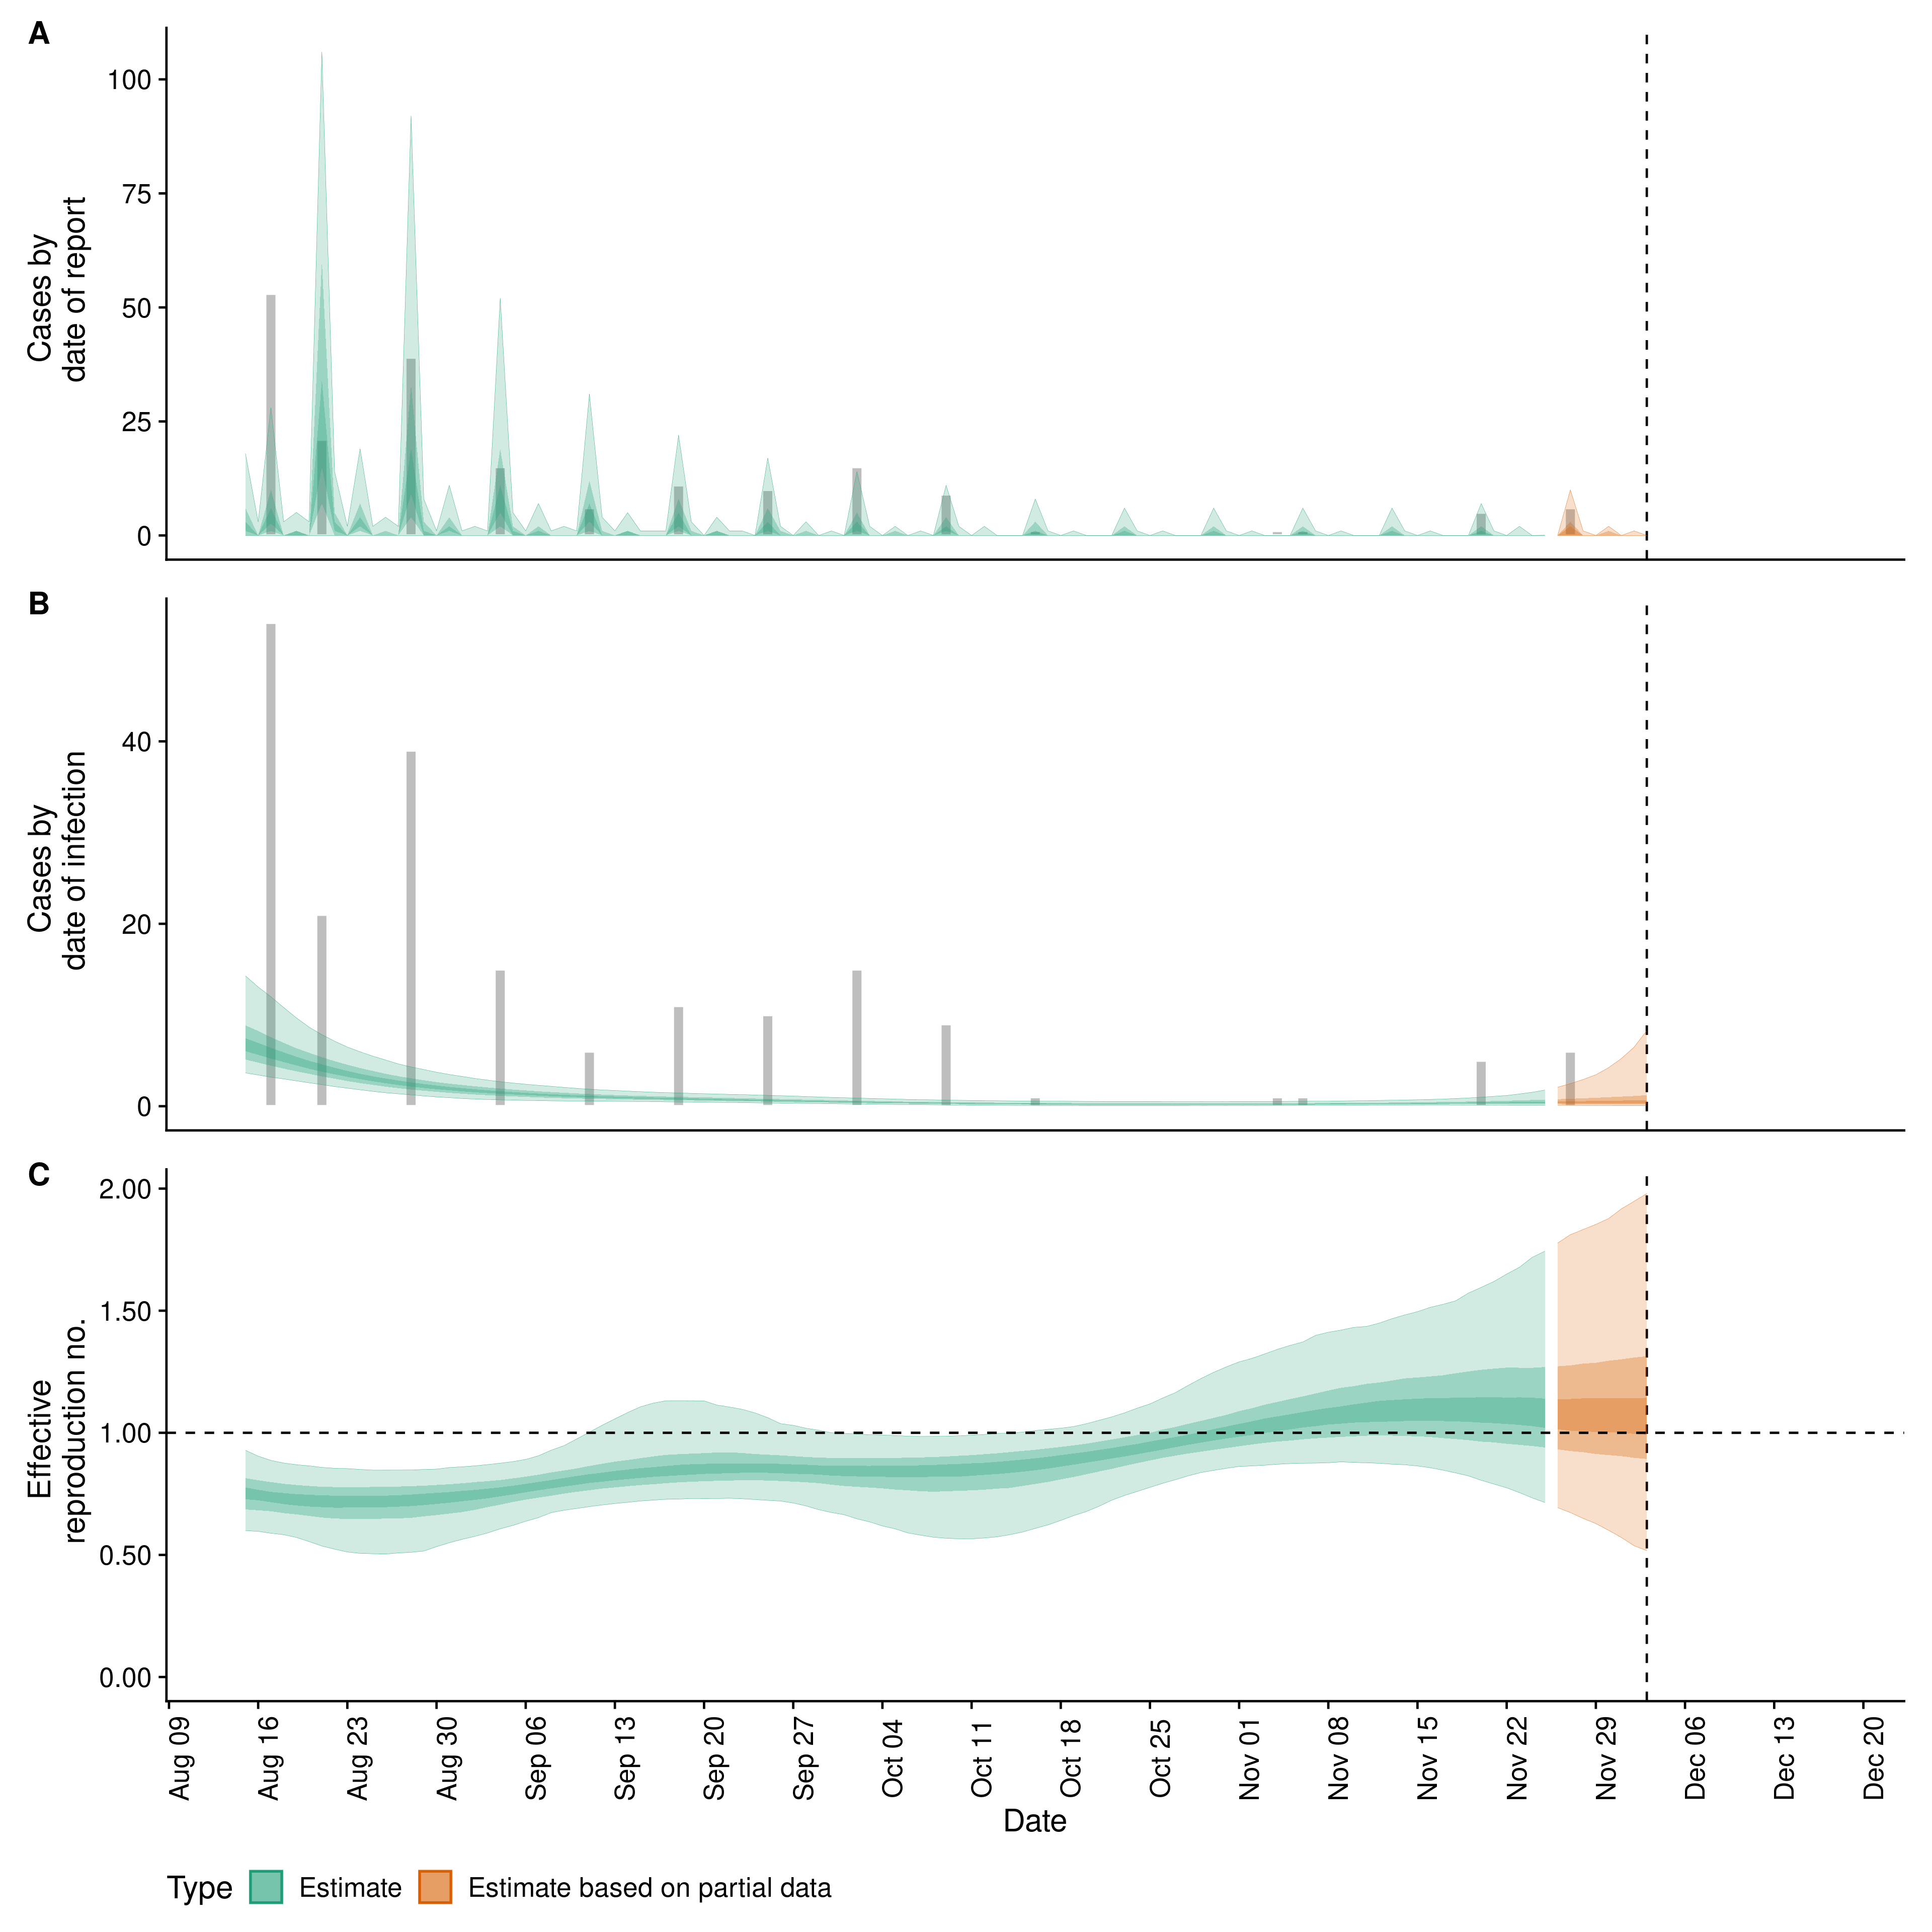 A
100
75
50
25
0
Cases by
date of report
B
40
20
0
Cases by
date of infection
C
2.00
1.50
1.00
0.50
0.00
Effective
reproduction no.
Aug 09
Aug 16
Aug 23
Aug 30
Sep 06
Sep 13
Sep 20
Sep 27
Oct 04
Oct 11
Oct 18
Oct 25
Nov 01
Nov 08
Nov 15
Nov 22
Nov 29
Dec 06
Dec 13
Dec 20
Date
Type Estimate Estimate based on partial data